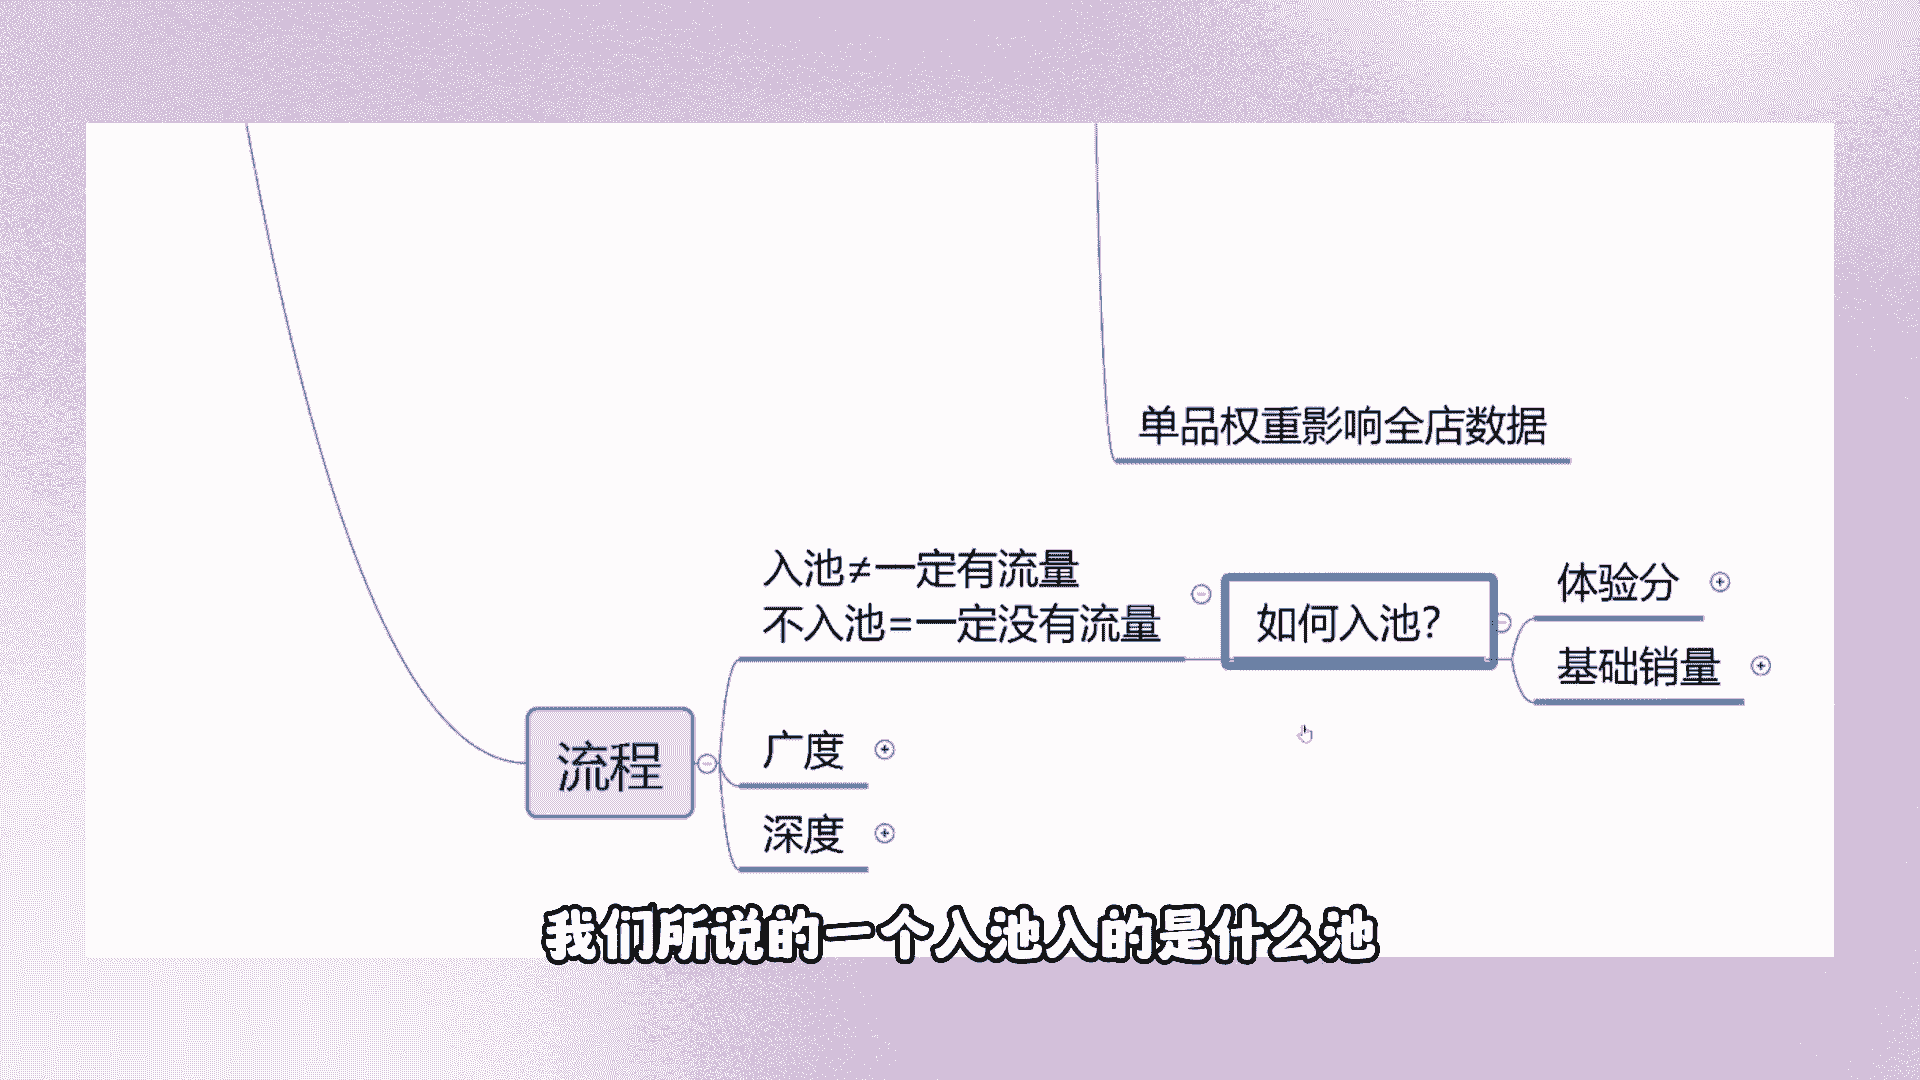 单品权重影响全店数据
入池≠一定有流量
不入池=一定没有流量
如何入池?
体验分
基础销量
流程
广度
深度
我们所说的一个入池入的是什么池